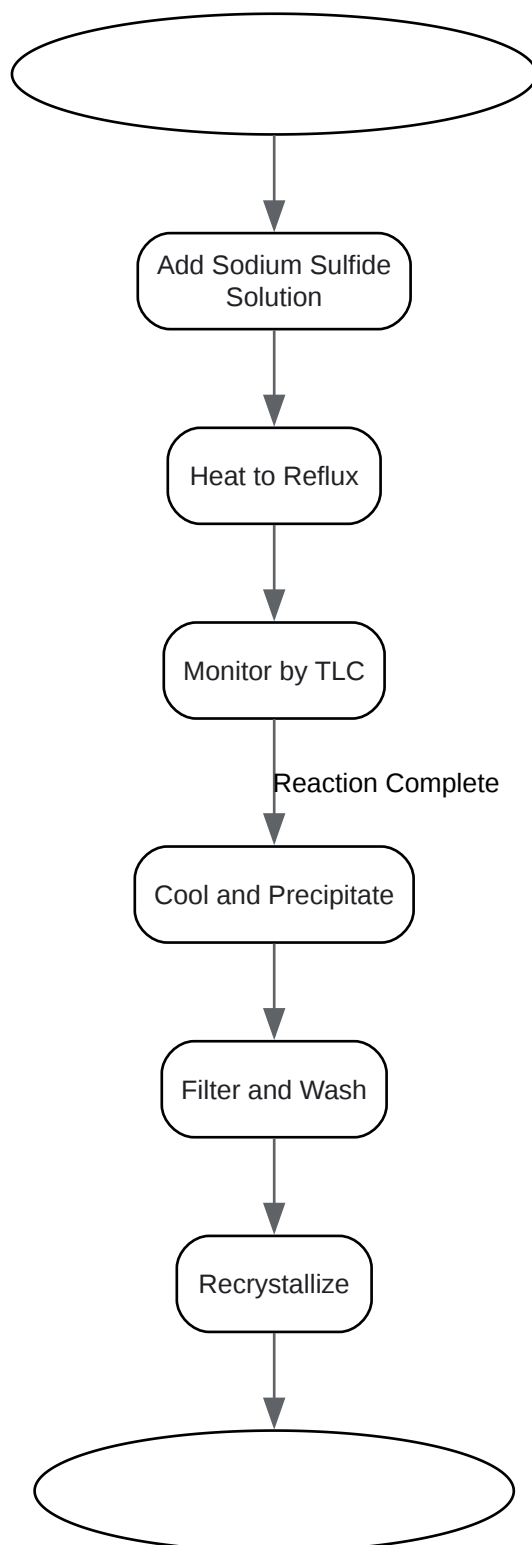 Add Sodium Sulfide
Solution
Heat to Reflux
Monitor by TLC
Reaction Complete
Cool and Precipitate
Filter and Wash
Recrystallize